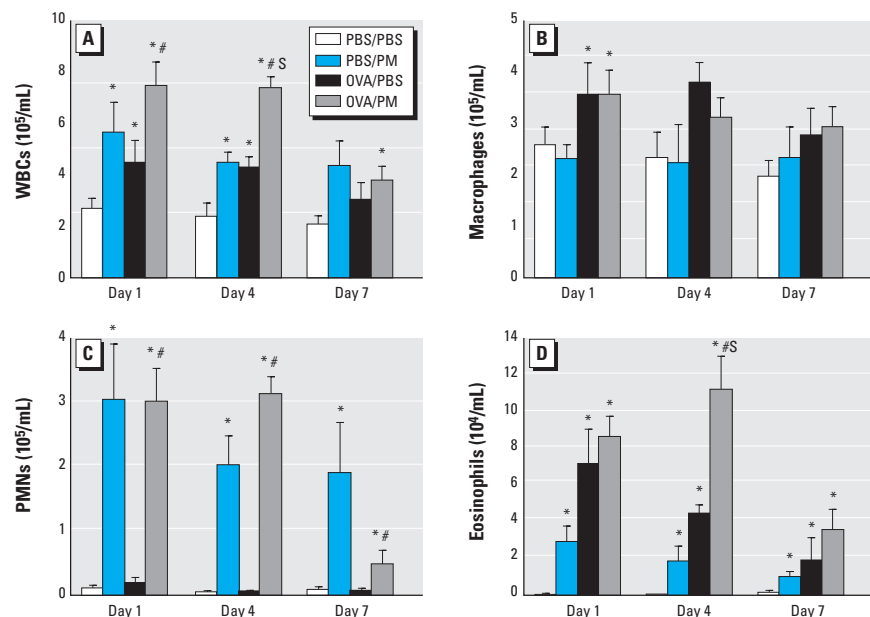 A
WBCs (10⁵/mL)
10
8
6
4
2
0
* *
* #
* *
* # S
*
Day 1 Day 4 Day 7
PBS/PBS
PBS/PM
OVA/PBS
OVA/PM
B
Macrophages (10⁵/mL)
5
4
3
2
1
0
* *
Day 1 Day 4 Day 7
C
PMNs (10⁵/mL)
4
3
2
1
0
*
* #
*
* #
*
* #
Day 1 Day 4 Day 7
D
Eosinophils (10⁴/mL)
14
12
10
8
6
4
2
0
* * *
* *
* #S
* * *
Day 1 Day 4 Day 7